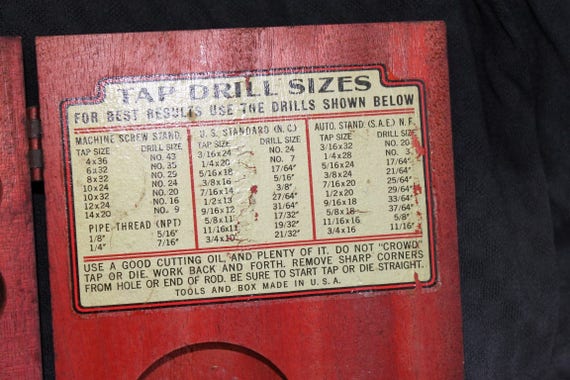 TAP DRILL SIZES
FOR BEST RESULTS USE THE DRILLS SHOWN BELOW
MACHINE SCREW STAND.
TAP SIZE DRILL SIZE
4x36 NO. 43
6x32 NO. 35
8x32 NO. 29
10x24 NO. 24
10x32 NO. 20
12x24 NO. 16
14x20 NO. 9
PIPE THREAD (NPT)
1/8" 5/16"
1/4" 7/16"
U.S. STANDARD (N.C.)
TAP SIZE DRILL SIZE
3/16x24 NO. 24
1/4x20 NO. 7
5/16x18 17/64"
3/8x16 5/16"
7/16x14 3/8"
1/2x13 27/64"
9/16x12 31/64"
5/8x11 17/32"
11/16x11 19/32"
3/4x10 21/32"
AUTO. STAND. (S.A.E.) N.F.
TAP SIZE DRILL SIZE
3/16x32 NO. 20
1/4x28 NO. 3
5/16x24 17/64"
3/8x24 21/64"
7/16x20 25/64"
1/2x20 29/64"
9/16x18 33/64"
5/8x18 37/64"
11/16x16 5/8"
3/4x16 11/16"
USE A GOOD CUTTING OIL, AND PLENTY OF IT. DO NOT "CROWD"
TAP OR DIE. WORK BACK AND FORTH. REMOVE SHARP CORNERS
FROM HOLE OR END OF ROD. BE SURE TO START TAP OR DIE STRAIGHT.
TOOLS AND BOX MADE IN U.S.A.